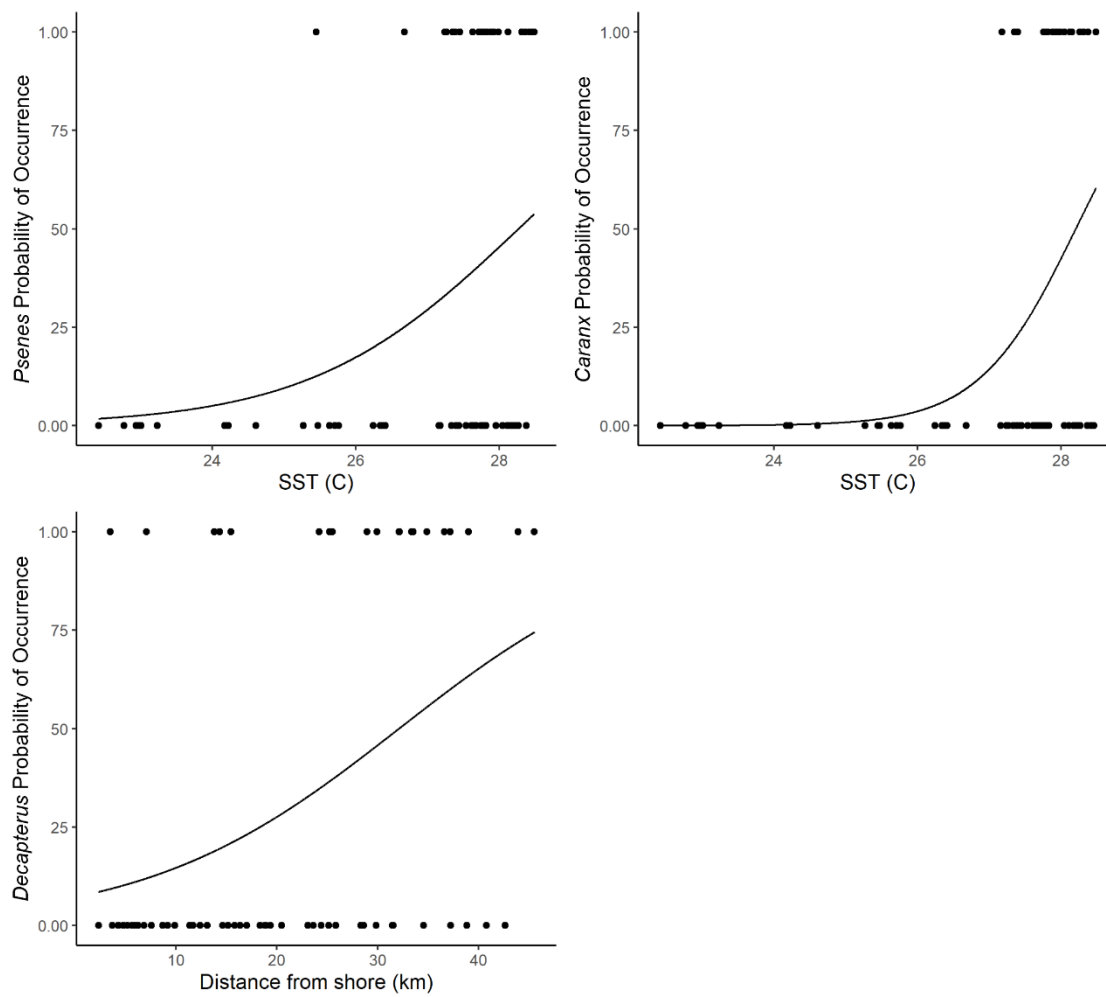 1.00
75
50
25
0.00
Psenes Probability of Occurrence
24 26 28
SST (C)
1.00
75
50
25
0.00
Caranx Probability of Occurrence
24 26 28
SST (C)
1.00
75
50
25
0.00
Decapterus Probability of Occurrence
10 20 30 40
Distance from shore (km)